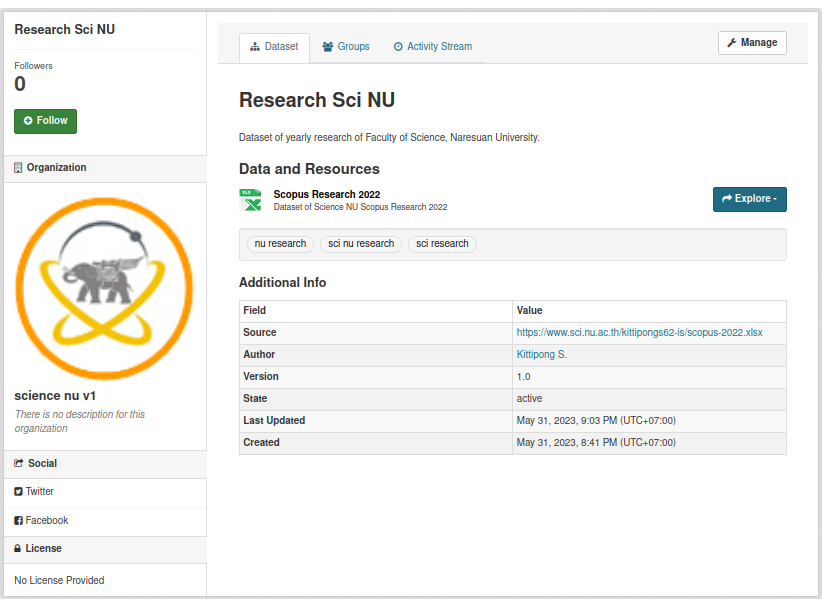 Research Sci NU
Followers
0
Follow
Organization
science nu v1
There is no description for this
organization
Social
Twitter
Facebook
License
No License Provided
Dataset
Groups
Activity Stream
Manage
Research Sci NU
Dataset of yearly research of Faculty of Science, Naresuan University.
Data and Resources
XLS
Scopus Research 2022
Dataset of Science NU Scopus Research 2022
Explore
nu research
sci nu research
sci research
Additional Info
Field Value
Source https://www.sci.nu.ac.th/kittipongs62-is/scopus-2022.xlsx
Author Kittipong S.
Version 1.0
State active
Last Updated May 31, 2023, 9:03 PM (UTC+07:00)
Created May 31, 2023, 8:41 PM (UTC+07:00)